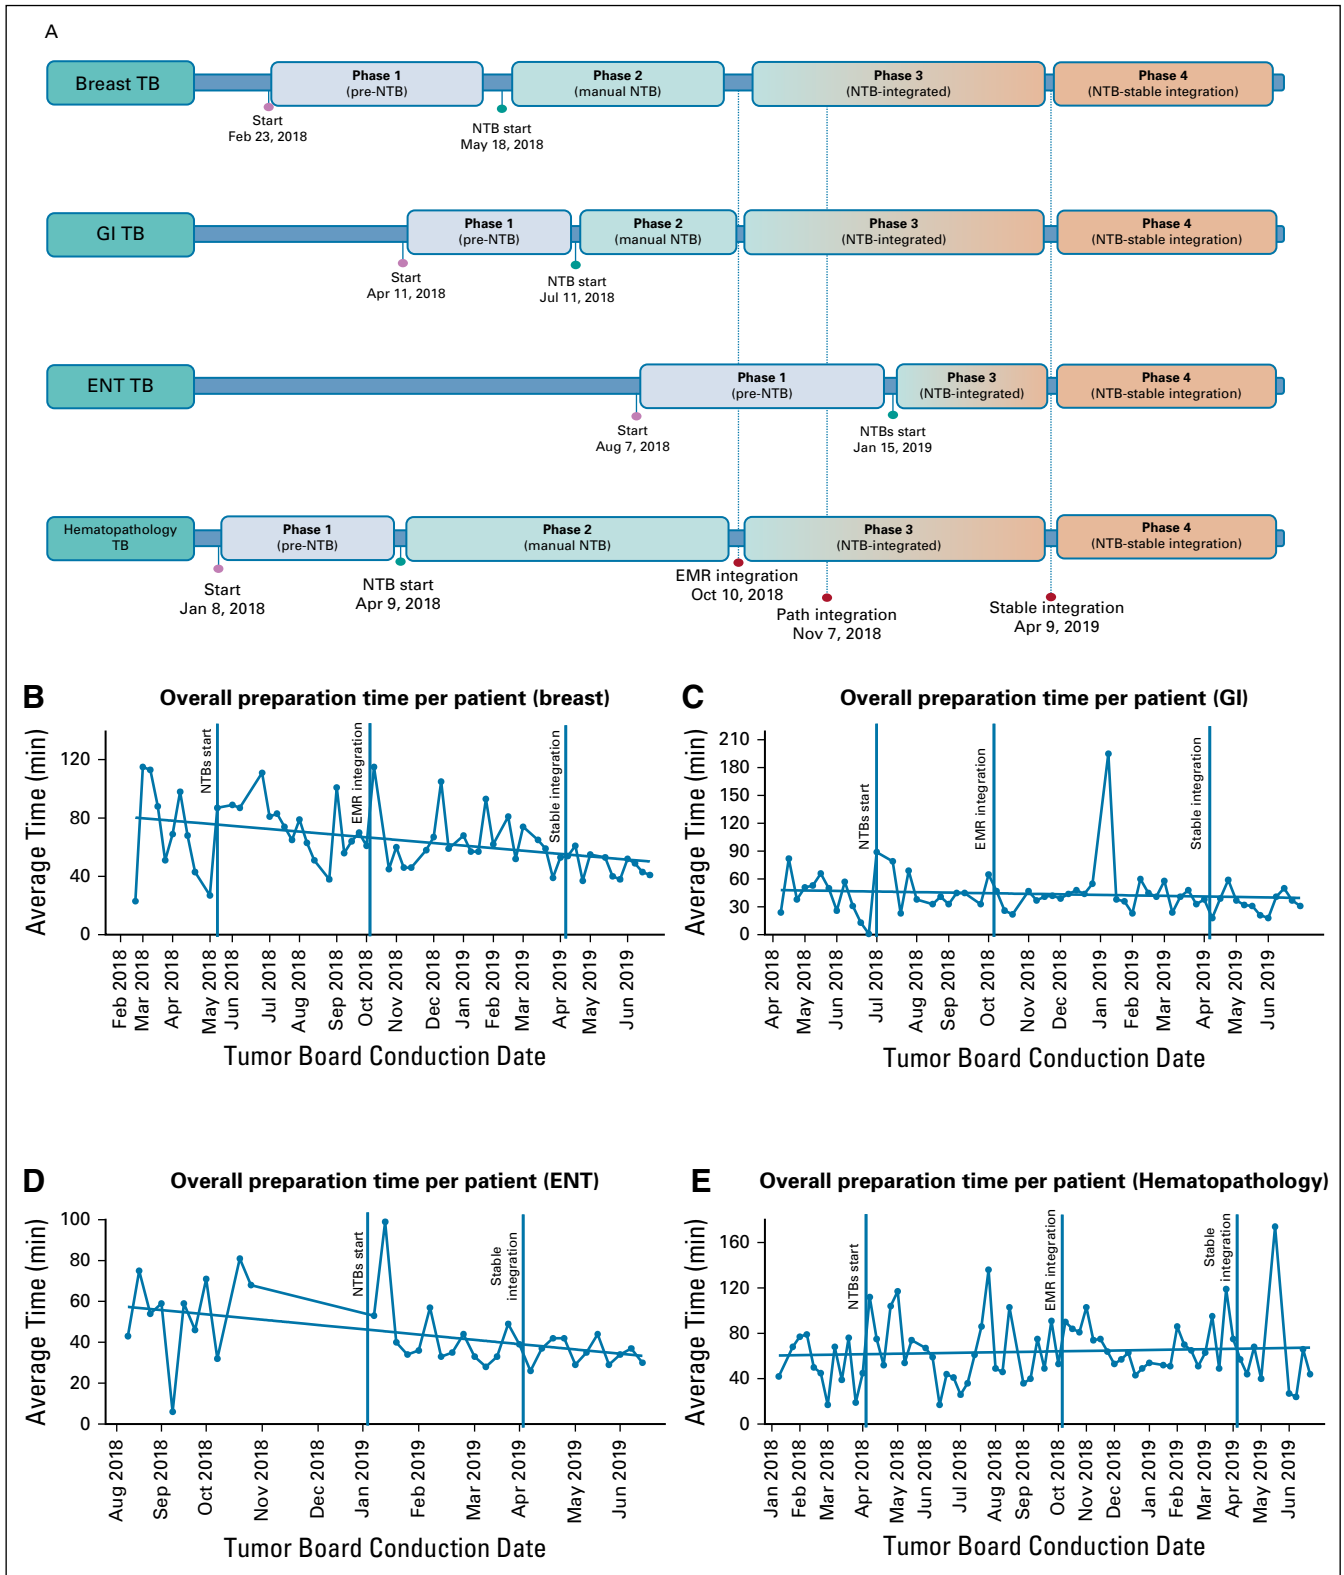 A
Breast TB
Phase 1
(pre-NTB)
Phase 2
(manual NTB)
Phase 3
(NTB-integrated)
Phase 4
(NTB-stable integration)
Start
Feb 23, 2018
NTB start
May 18, 2018
GI TB
Phase 1
(pre-NTB)
Phase 2
(manual NTB)
Phase 3
(NTB-integrated)
Phase 4
(NTB-stable integration)
Start
Apr 11, 2018
NTB start
Jul 11, 2018
ENT TB
Phase 1
(pre-NTB)
Phase 3
(NTB-integrated)
Phase 4
(NTB-stable integration)
Start
Aug 7, 2018
NTBs start
Jan 15, 2019
Hematopathology
TB
Phase 1
(pre-NTB)
Phase 2
(manual NTB)
Phase 3
(NTB-integrated)
Phase 4
(NTB-stable integration)
Start
Jan 8, 2018
NTB start
Apr 9, 2018
EMR integration
Oct 10, 2018
Path integration
Nov 7, 2018
Stable integration
Apr 9, 2019
B
Overall preparation time per patient (breast)
Average Time (min)
120
80
40
0
NTBs start
EMR integration
Stable integration
Feb 2018
Mar 2018
Apr 2018
May 2018
Jun 2018
Jul 2018
Aug 2018
Sep 2018
Oct 2018
Nov 2018
Dec 2018
Jan 2019
Feb 2019
Mar 2019
Apr 2019
May 2019
Jun 2019
Tumor Board Conduction Date
C
Overall preparation time per patient (GI)
Average Time (min)
210
180
150
120
90
60
30
0
NTBs start
EMR integration
Stable integration
Apr 2018
May 2018
Jun 2018
Jul 2018
Aug 2018
Sep 2018
Oct 2018
Nov 2018
Dec 2018
Jan 2019
Feb 2019
Mar 2019
Apr 2019
May 2019
Jun 2019
Tumor Board Conduction Date
D
Overall preparation time per patient (ENT)
Average Time (min)
100
80
60
40
20
0
NTBs start
Stable
integration
Aug 2018
Sep 2018
Oct 2018
Nov 2018
Dec 2018
Jan 2019
Feb 2019
Mar 2019
Apr 2019
May 2019
Jun 2019
Tumor Board Conduction Date
E
Overall preparation time per patient (Hematopathology)
Average Time (min)
160
120
80
40
0
NTBs start
EMR integration
Stable
integration
Jan 2018
Feb 2018
Mar 2018
Apr 2018
May 2018
Jun 2018
Jul 2018
Aug 2018
Sep 2018
Oct 2018
Nov 2018
Dec 2018
Jan 2019
Feb 2019
Mar 2019
Apr 2019
May 2019
Jun 2019
Tumor Board Conduction Date